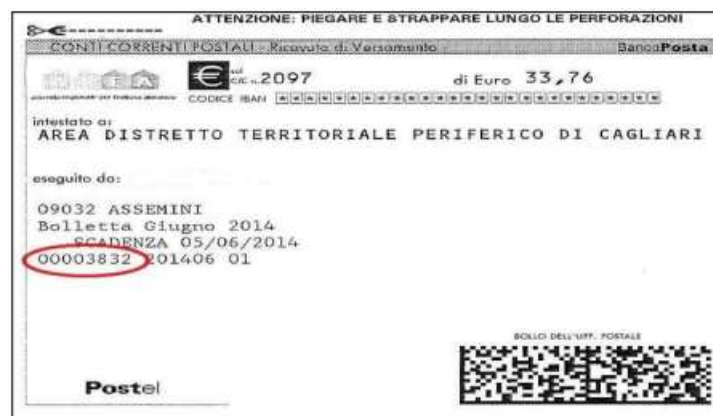 ATTENZIONE: PIEGARE E STRAPPARE LUNGO LE PERFORAZIONI
CONTI CORRENTI POSTALI - Ricevuta di Versamento BancoPosta
€ sul C/C n. 2097 di Euro 33,76
CODICE IBAN
intestato a:
AREA DISTRETTO TERRITORIALE PERIFERICO DI CAGLIARI
eseguito da:
09032 ASSEMINI
Bolletta Giugno 2014
SCADENZA 05/06/2014
00003832 201406 01
BOLLO DELL'UFF. POSTALE
Postel